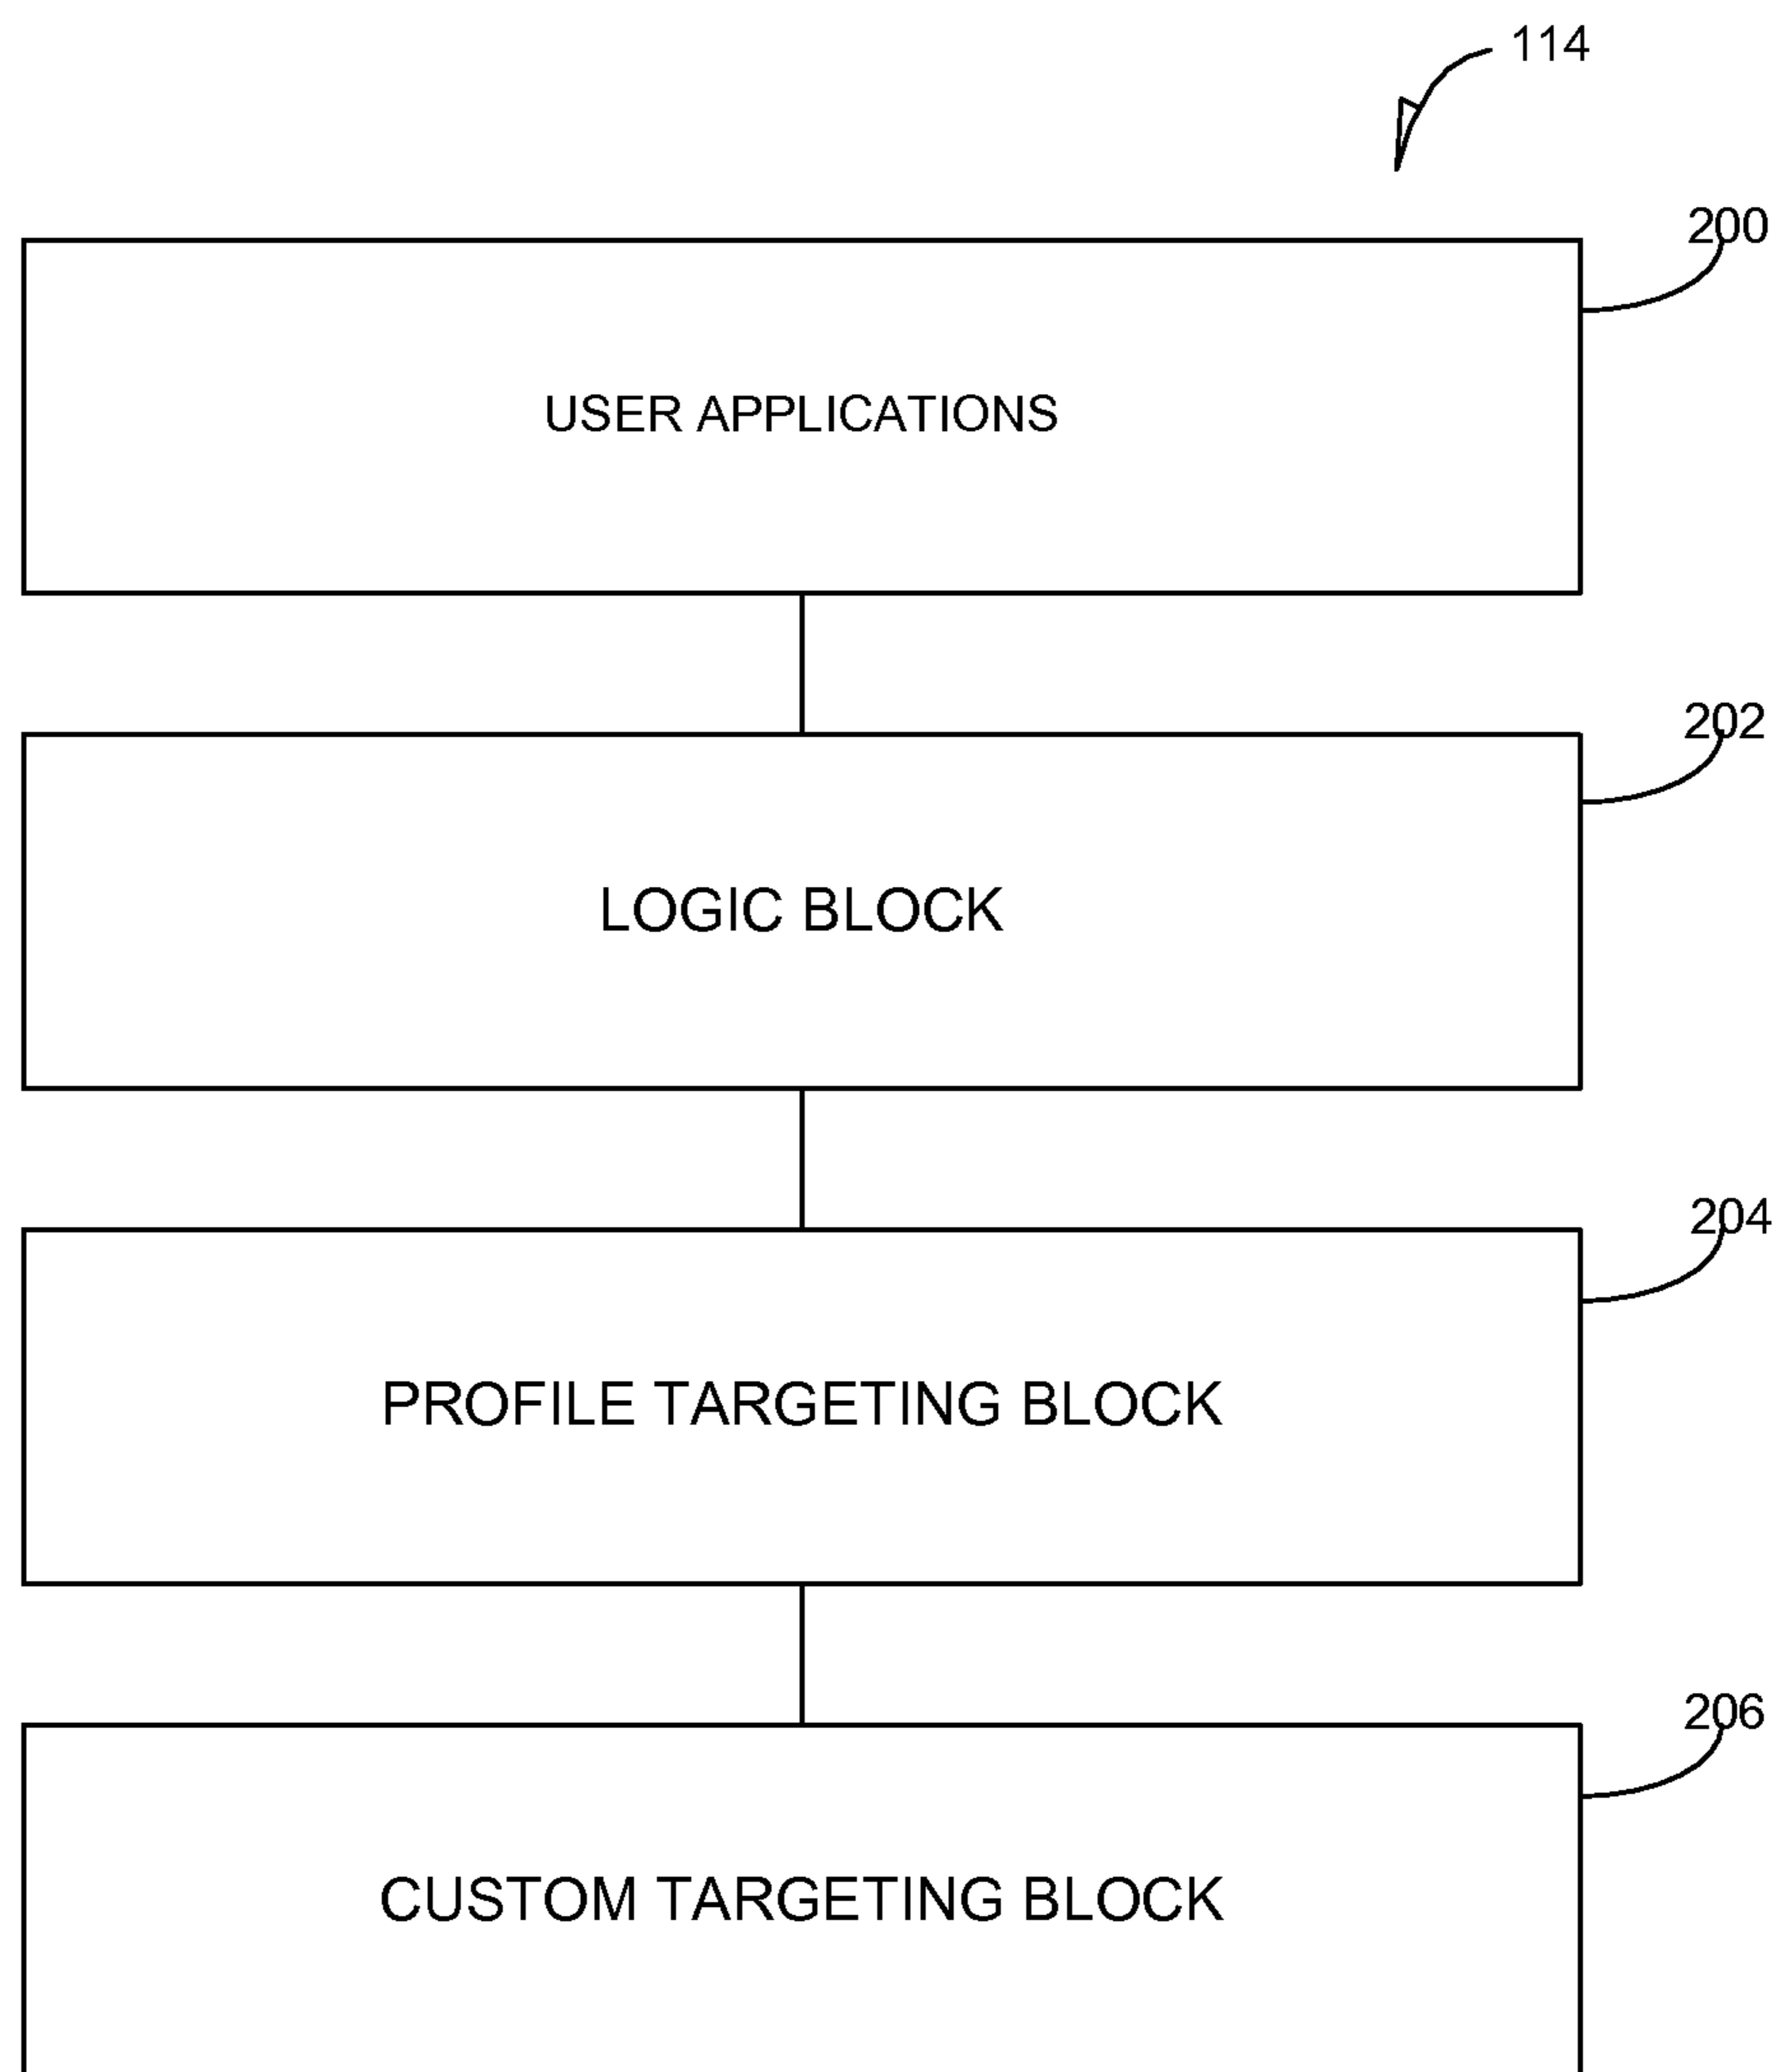 114
200
USER APPLICATIONS
202
LOGIC BLOCK
204
PROFILE TARGETING BLOCK
206
CUSTOM TARGETING BLOCK